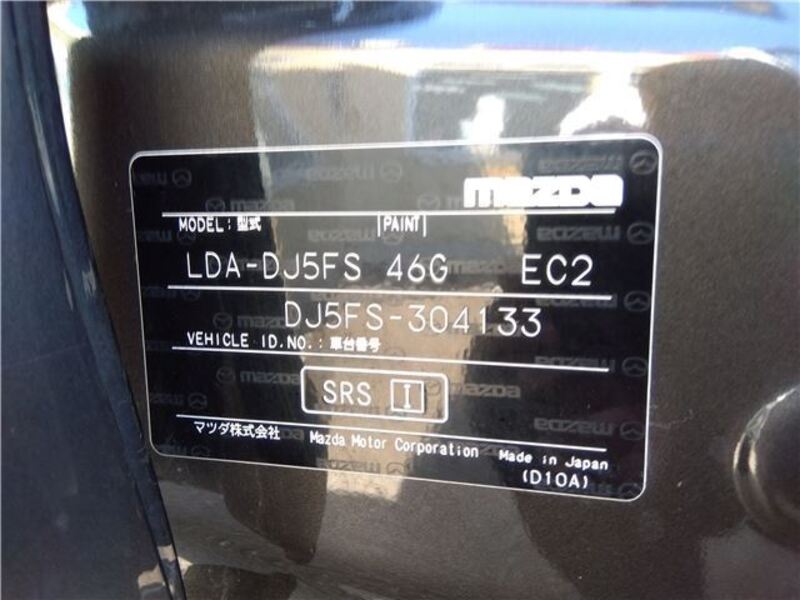 mazda
MODEL:型式 |PAINT|
LDA-DJ5FS 46G EC2
DJ5FS-304133
VEHICLE ID.NO.:車台番号
SRS I
マツダ株式会社 Mazda Motor Corporation Made in Japan
(D10A)